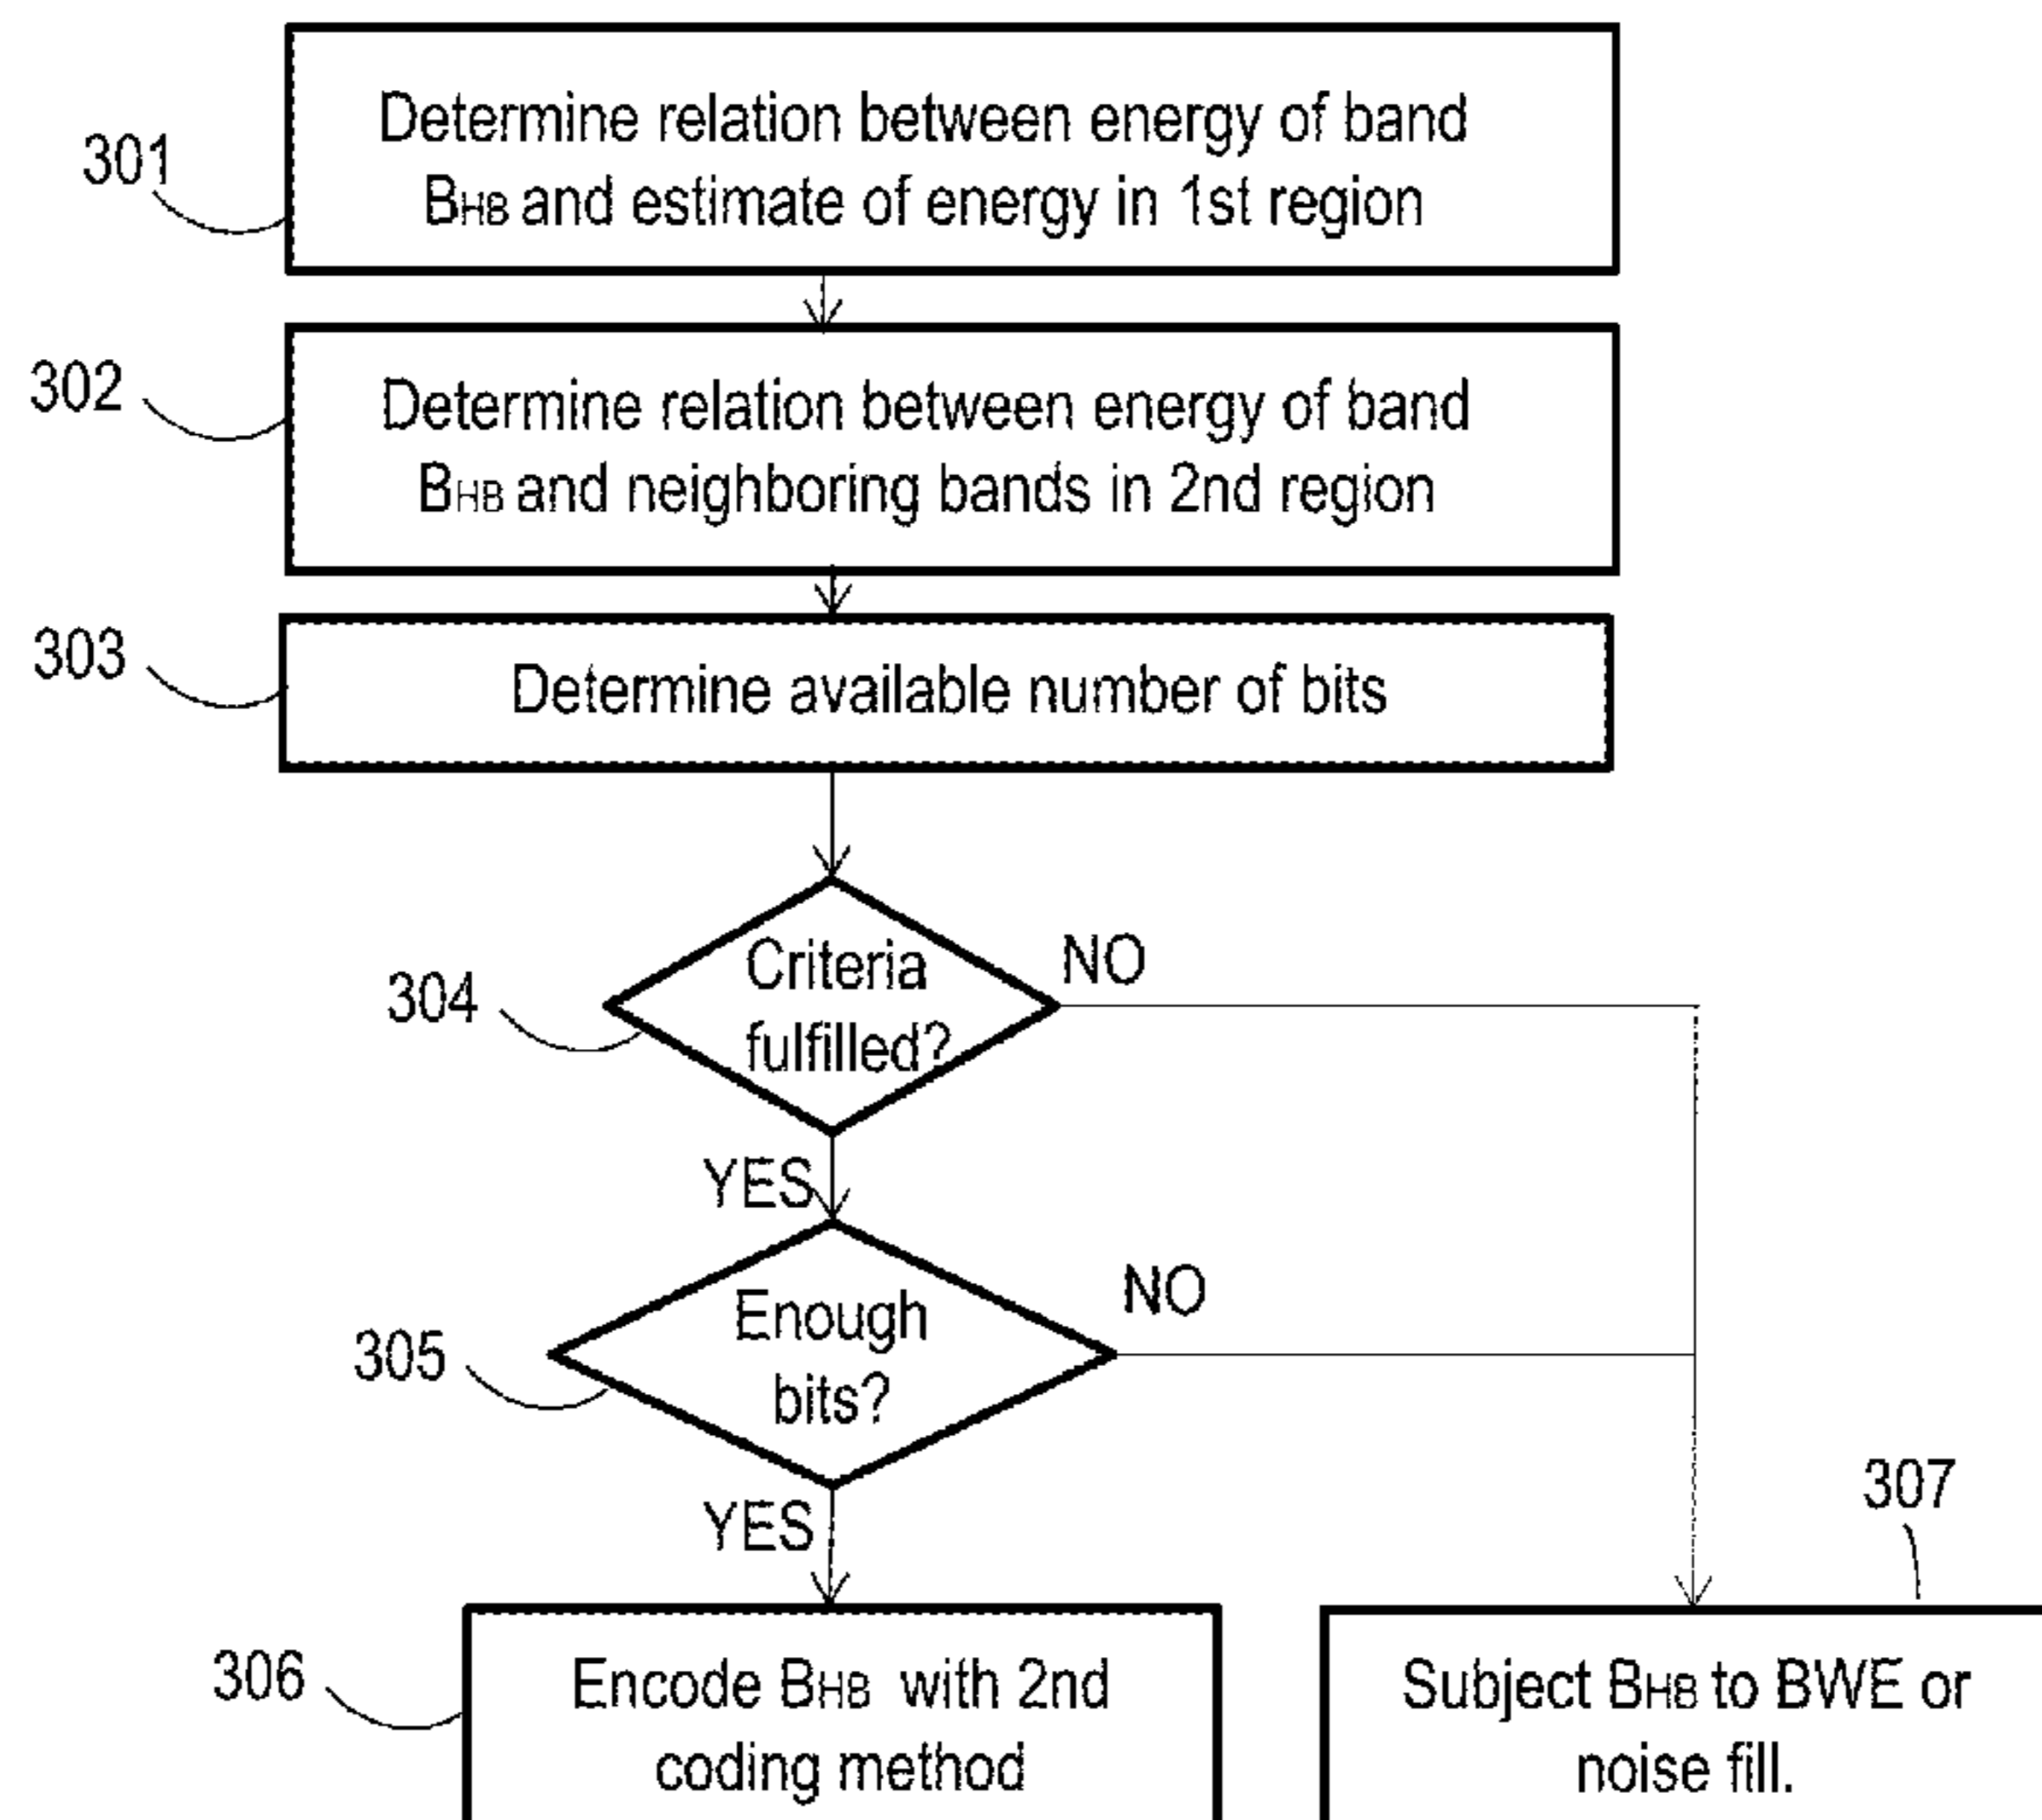 Determine relation between energy of band
301
BHB and estimate of energy in 1st region
302
Determine relation between energy of band
BHB and neighboring bands in 2nd region
303
Determine available number of bits
Criteria
fulfilled?
NO
304
YES
Enough
bits?
NO
305
YES
307
306
Encode BHB with 2nd
coding method
Subject BHB to BWE or
noise fill.